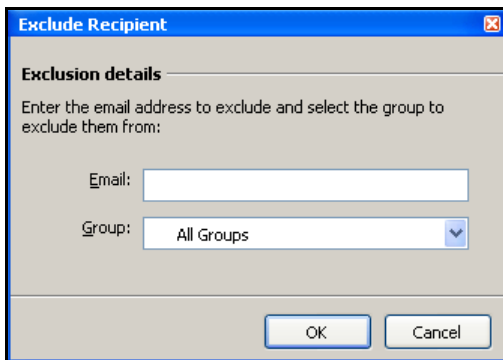 Exclude Recipient
Exclusion details
Enter the email address to exclude and select the group to
exclude them from:
Email:
Group: All Groups
OK Cancel